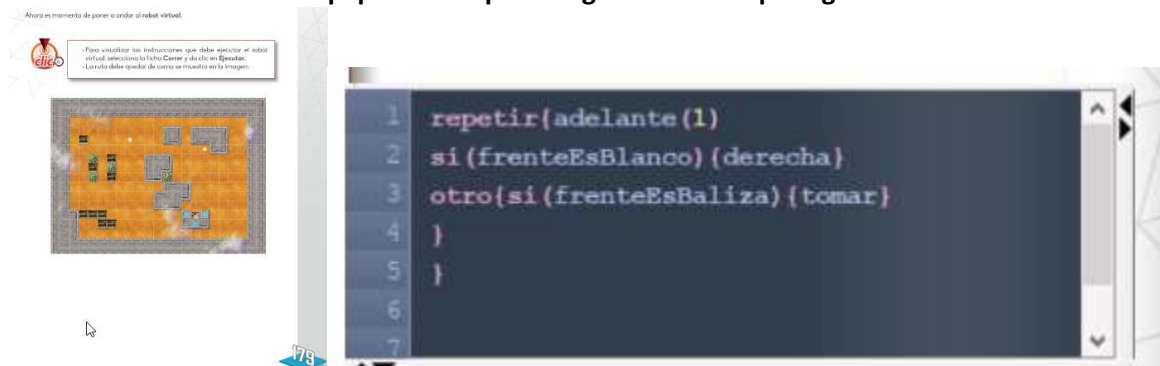 Ahora es momento de poner a andar al robot virtual.
clic
- Para visualizar las instrucciones que debe ejecutar el robot
virtual, selecciona la ficha Correr y da clic en Ejecutar.
- La ruta debe quedar de como se muestra en la imagen.
179
1 repetir{adelante(1)
2 si(frenteEsBlanco){derecha}
3 otro{si(frenteEsBaliza){tomar}
4 }
5 }
6
7